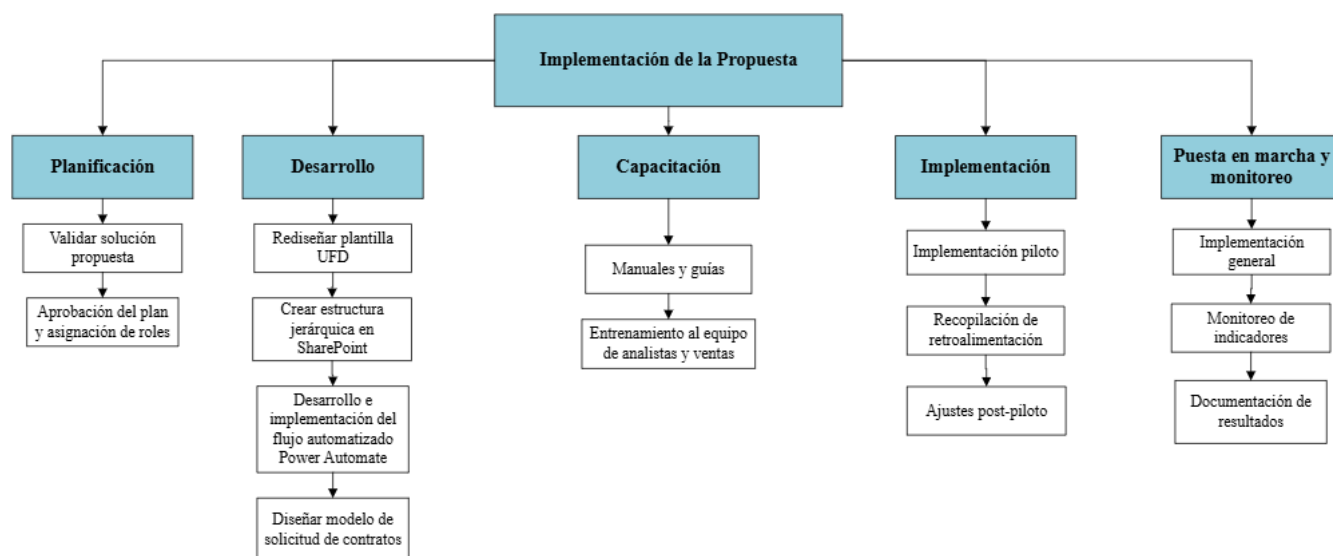 Implementación de la Propuesta
Planificación
Validar solución
propuesta
Aprobación del plan
y asignación de roles
Desarrollo
Rediseñar plantilla
UFD
Crear estructura
jerárquica en
SharePoint
Desarrollo e
implementación del
flujo automatizado
Power Automate
Diseñar modelo de
solicitud de contratos
Capacitación
Manuales y guías
Entrenamiento al equipo
de analistas y ventas
Implementación
Implementación piloto
Recopilación de
retroalimentación
Ajustes post-piloto
Puesta en marcha y
monitoreo
Implementación
general
Monitoreo de
indicadores
Documentación de
resultados